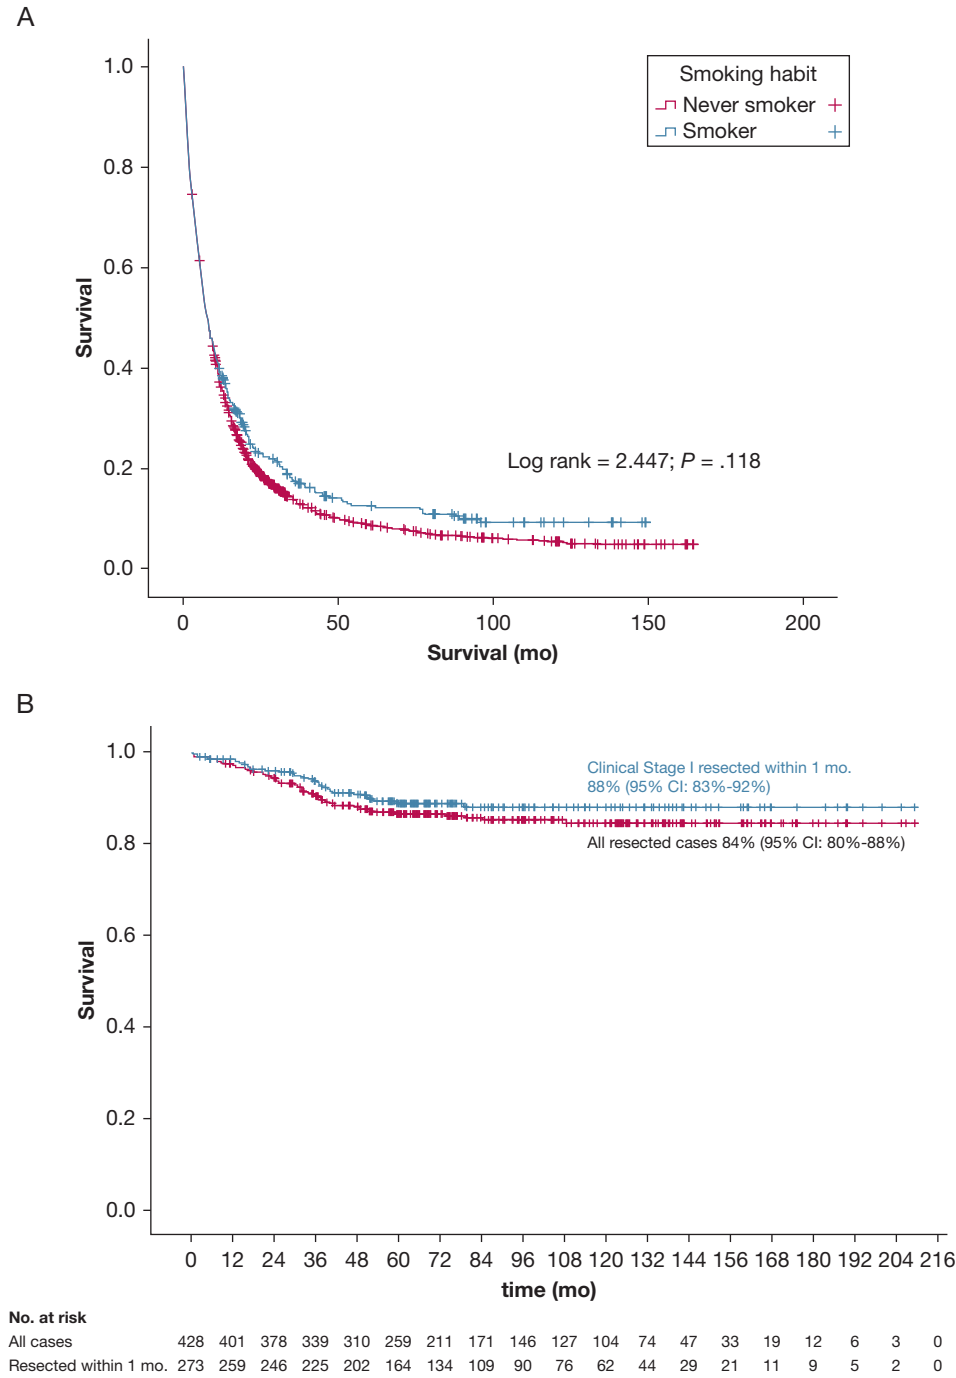 A
1.0
0.8
0.6
0.4
0.2
0.0
Survival
Smoking habit
Never smoker
Smoker
Log rank = 2.447; P = .118
0 50 100 150 200
Survival (mo)
B
1.0
0.8
0.6
0.4
0.2
0.0
Survival
Clinical Stage I resected within 1 mo.
88% (95% CI: 83%-92%)
All resected cases 84% (95% CI: 80%-88%)
0 12 24 36 48 60 72 84 96 108 120 132 144 156 168 180 192 204 216
time (mo)
No. at risk
All cases 428 401 378 339 310 259 211 171 146 127 104 74 47 33 19 12 6 3 0
Resected within 1 mo. 273 259 246 225 202 164 134 109 90 76 62 44 29 21 11 9 5 2 0